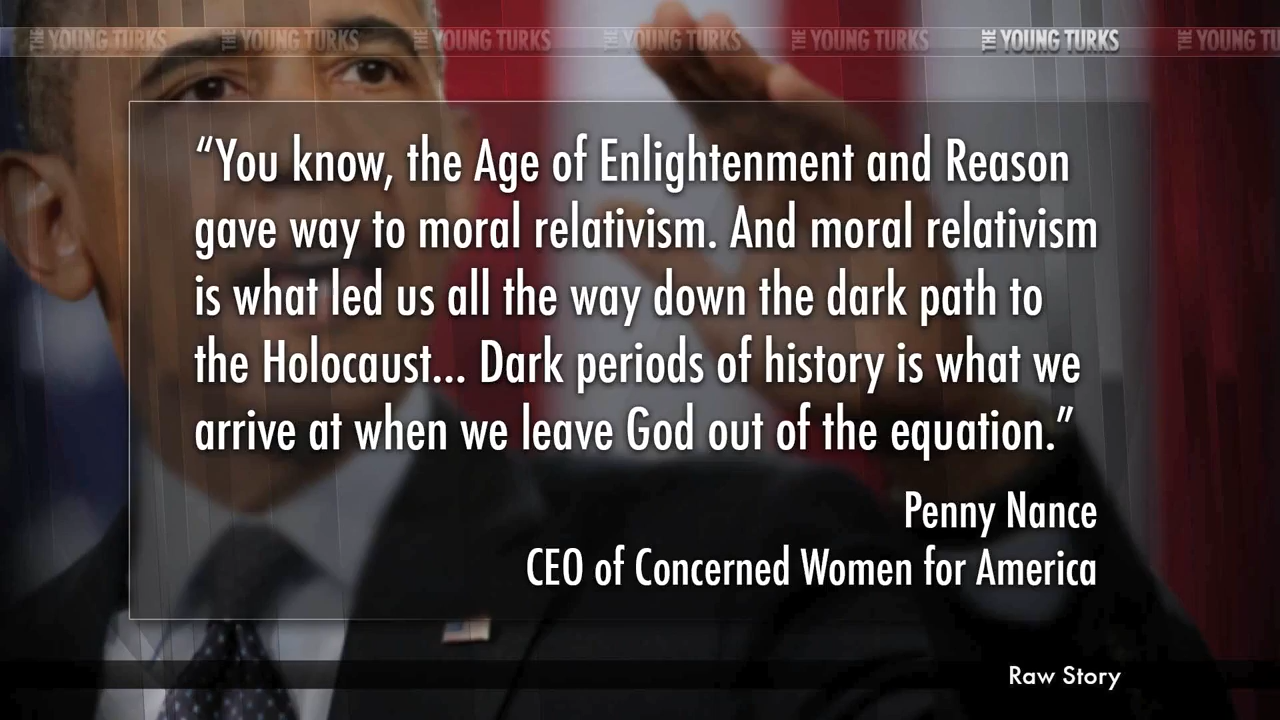 THE YOUNG TURKS THE YOUNG TURKS THE YOUNG TURKS THE YOUNG TURKS THE YOUNG TURKS THE YOUNG TURKS THE YOUNG TU
“You know, the Age of Enlightenment and Reason
gave way to moral relativism. And moral relativism
is what led us all the way down the dark path to
the Holocaust... Dark periods of history is what we
arrive at when we leave God out of the equation.”
Penny Nance
CEO of Concerned Women for America
Raw Story